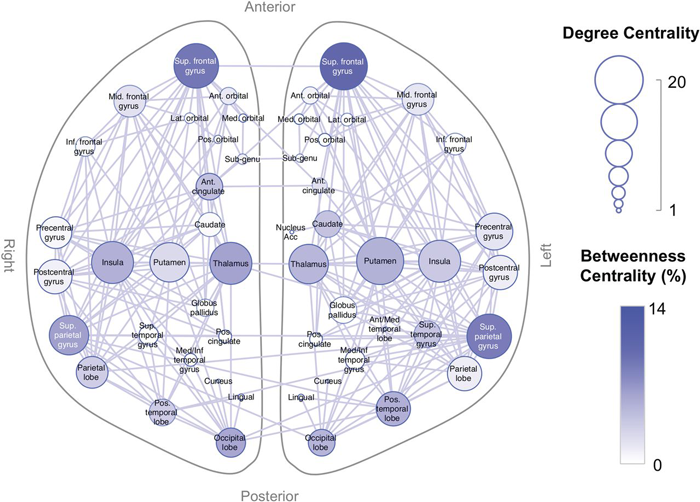 Anterior
Degree Centrality
20
1
Betweenness
Centrality (%)
14
0
Right
Left
Posterior
Sup. frontal
gyrus
Mid. frontal
gyrus
Ant. orbital
Lat. orbital
Med. orbital
Inf. frontal
gyrus
Pos. orbital
Sub-genu
Ant.
cingulate
Precentral
gyrus
Caudate
Insula
Putamen
Thalamus
Postcentral
gyrus
Globus
pallidus
Sup. parietal
gyrus
Sup.
temporal
gyrus
Pos.
cingulate
Med/Inf
temporal
gyrus
Parietal
lobe
Cuneus
Lingual
Pos.
temporal
lobe
Occipital
lobe
Sup. frontal
gyrus
Ant. orbital
Mid. frontal
gyrus
Med. orbital
Lat. orbital
Pos. orbital
Inf. frontal
gyrus
Sub-genu
Ant.
cingulate
Nucleus
Acc
Caudate
Precentral
gyrus
Thalamus
Putamen
Insula
Postcentral
gyrus
Globus
pallidus
Ant/Med
temporal
lobe
Sup.
temporal
gyrus
Sup.
parietal
gyrus
Pos.
cingulate
Med/Inf
temporal
gyrus
Parietal
lobe
Cuneus
Lingual
Pos.
temporal
lobe
Occipital
lobe